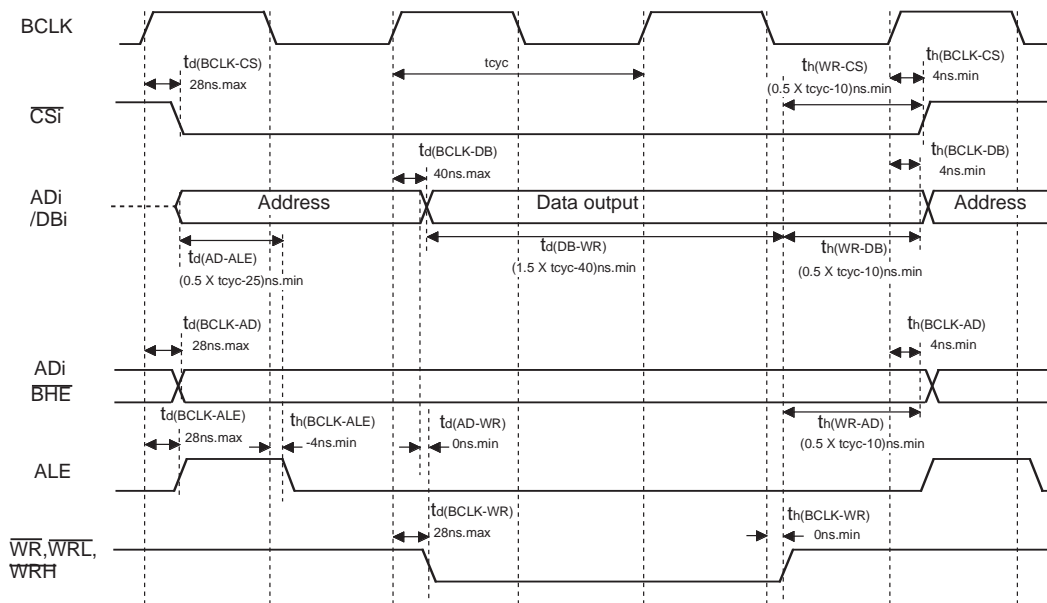 BCLK
td(BCLK-CS)
28ns.max
tcyc
th(WR-CS)
(0.5 X tcyc-10)ns.min
th(BCLK-CS)
4ns.min
CSi
td(BCLK-DB)
40ns.max
th(BCLK-DB)
4ns.min
ADi
/DBi
Address
Data output
Address
td(AD-ALE)
(0.5 X tcyc-25)ns.min
td(DB-WR)
(1.5 X tcyc-40)ns.min
th(WR-DB)
(0.5 X tcyc-10)ns.min
td(BCLK-AD)
28ns.max
th(BCLK-AD)
4ns.min
ADi
BHE
td(BCLK-ALE)
28ns.max
th(BCLK-ALE)
-4ns.min
td(AD-WR)
0ns.min
th(WR-AD)
(0.5 X tcyc-10)ns.min
ALE
td(BCLK-WR)
28ns.max
th(BCLK-WR)
0ns.min
WR,WRL,
WRH